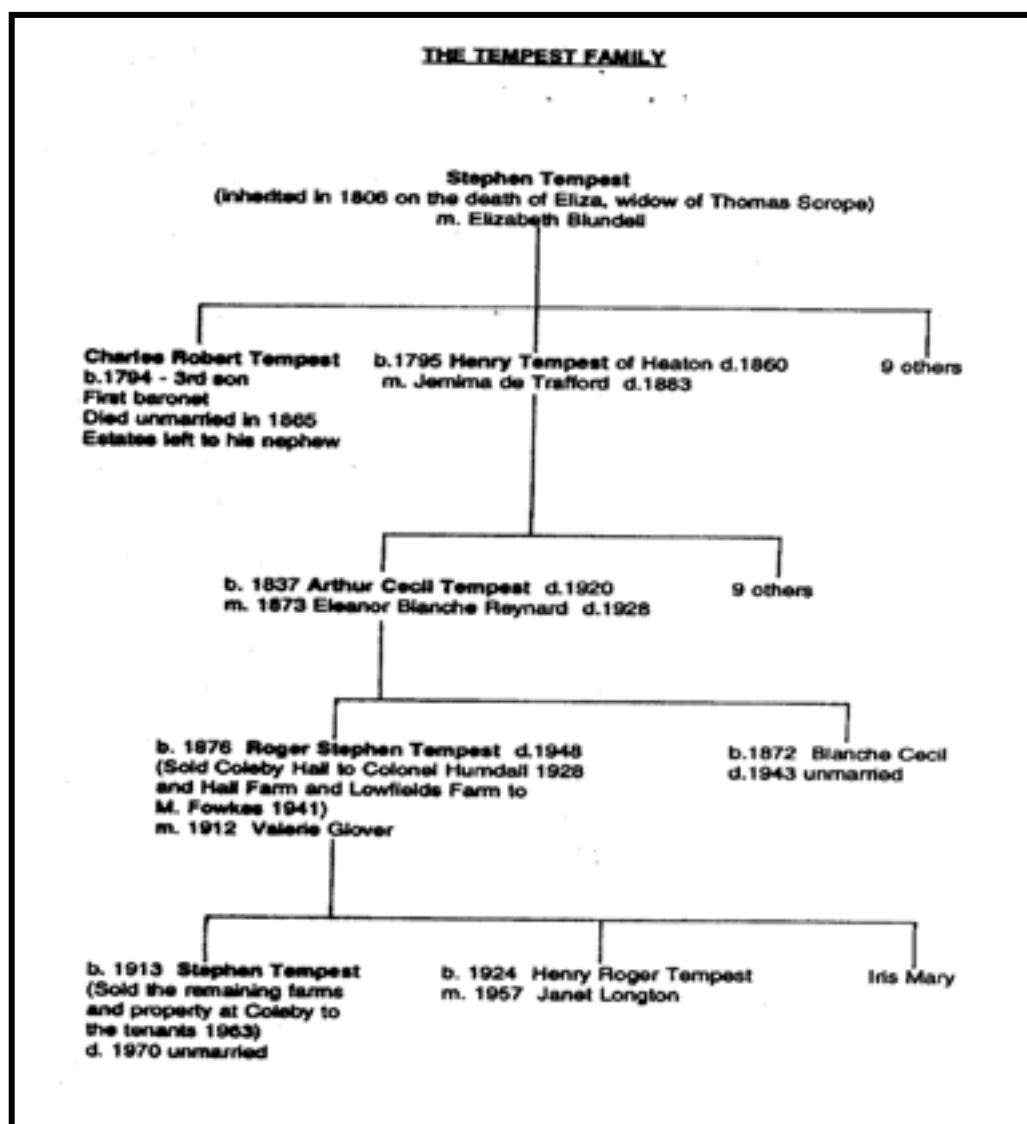 THE TEMPEST FAMILY
Stephen Tempest
(inherited in 1806 on the death of Eliza, widow of Thomas Scrope)
m. Elizabeth Blundell
Charles Robert Tempest
b.1794 - 3rd son
First baronet
Died unmarried in 1865
Estates left to his nephew
b.1795 Henry Tempest of Heaton d.1860
m. Jemima de Trafford d.1883
9 others
b. 1837 Arthur Cecil Tempest d.1920
m. 1873 Eleanor Blanche Reynard d.1928
9 others
b. 1876 Roger Stephen Tempest d.1948
(Sold Coleby Hall to Colonel Humdall 1928
and Hall Farm and Lowfields Farm to
M. Fowkes 1941)
m. 1912 Valerie Glover
b.1872 Blanche Cecil
d.1943 unmarried
b. 1913 Stephen Tempest
(Sold the remaining farms
and property at Coleby to
the tenants 1963)
d. 1970 unmarried
b. 1924 Henry Roger Tempest
m. 1957 Janet Longton
Iris Mary